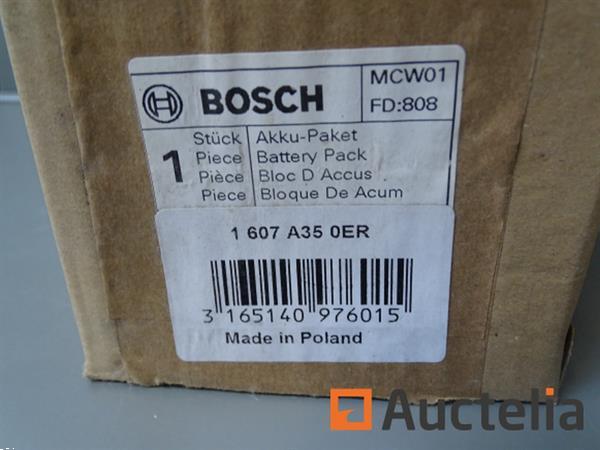 BOSCH
MCW01
FD:808
1
Stück Akku-Paket
Piece Battery Pack
Pièce Bloc D Accus
Piece Bloque De Acum
1 607 A35 0ER
3 165140 976015
Made in Poland
Auctelia